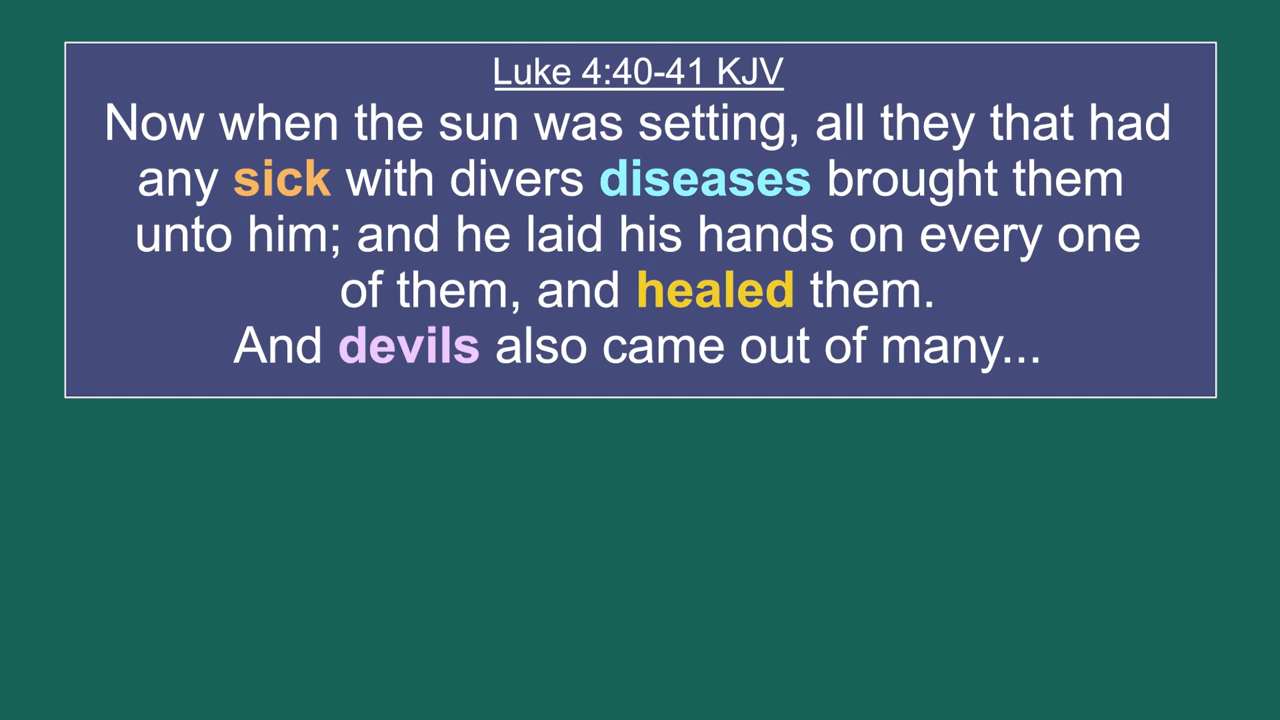 Luke 4:40-41 KJV
Now when the sun was setting, all they that had
any sick with divers diseases brought them
unto him; and he laid his hands on every one
of them, and healed them.
And devils also came out of many...